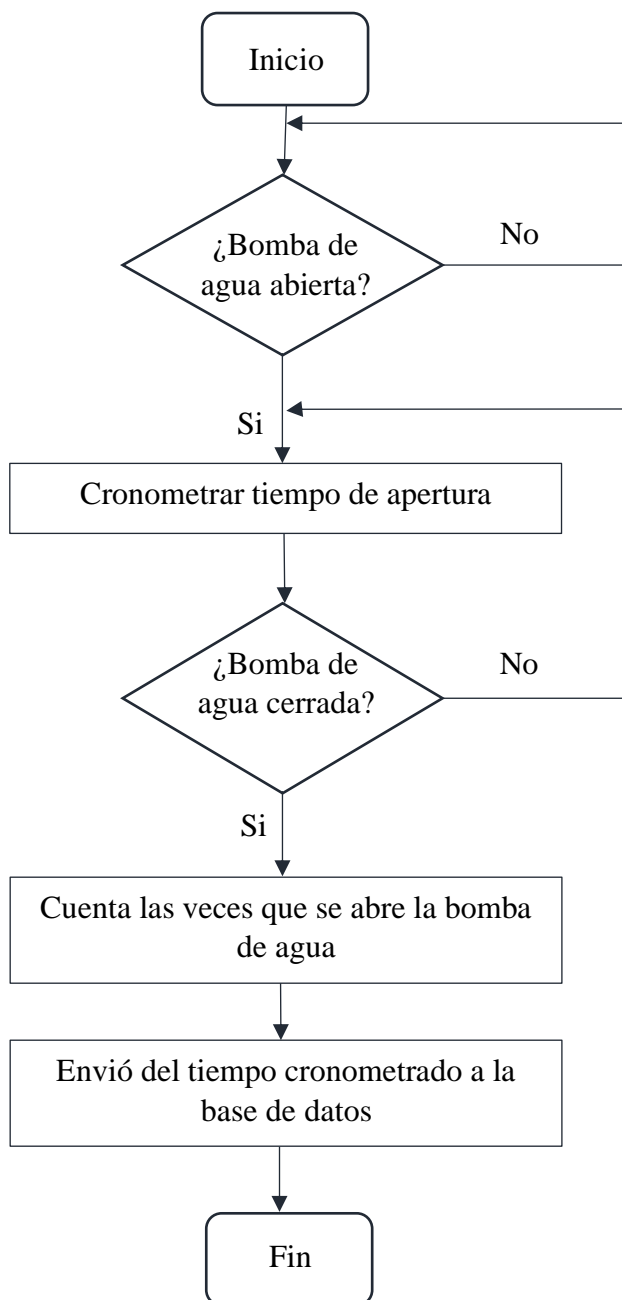 Inicio
¿Bomba de
agua abierta?
No
Si
Cronometrar tiempo de apertura
¿Bomba de
agua cerrada?
No
Si
Cuenta las veces que se abre la bomba
de agua
Envió del tiempo cronometrado a la
base de datos
Fin